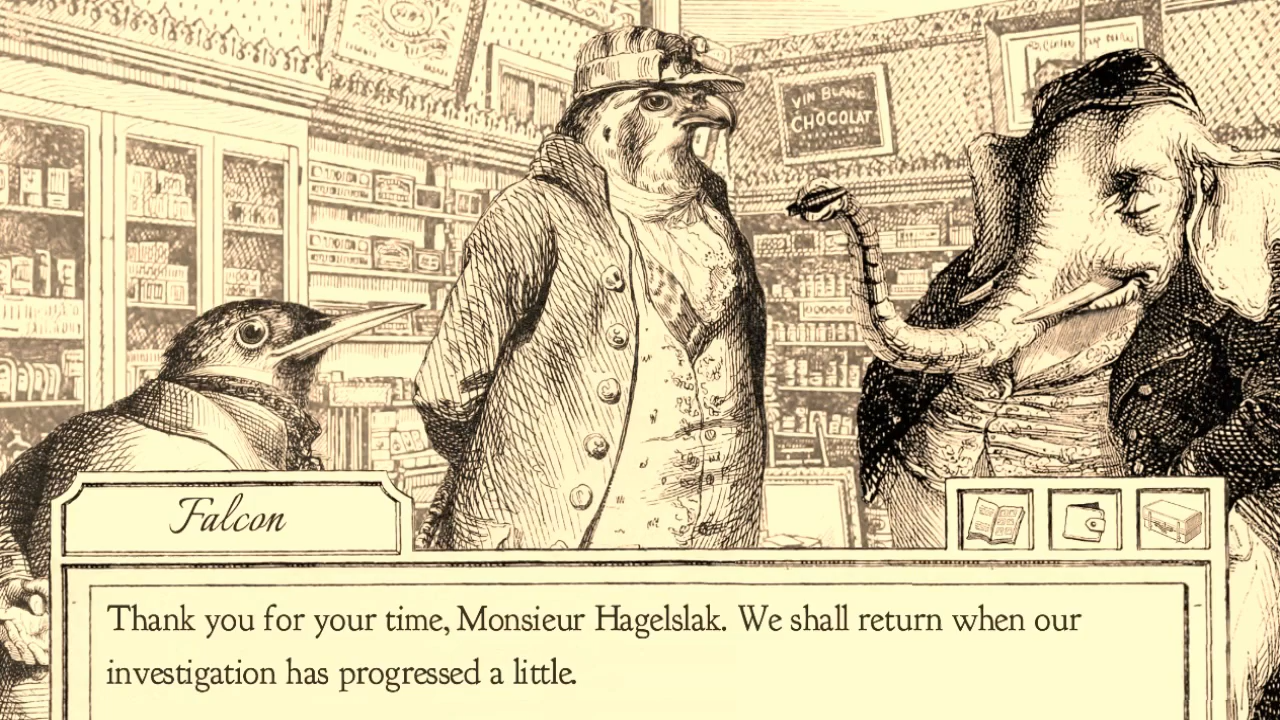 VIN BLANC
CHOCOLAT
Falcon
Thank you for your time, Monsieur Hagelslak. We shall return when our
investigation has progressed a little.